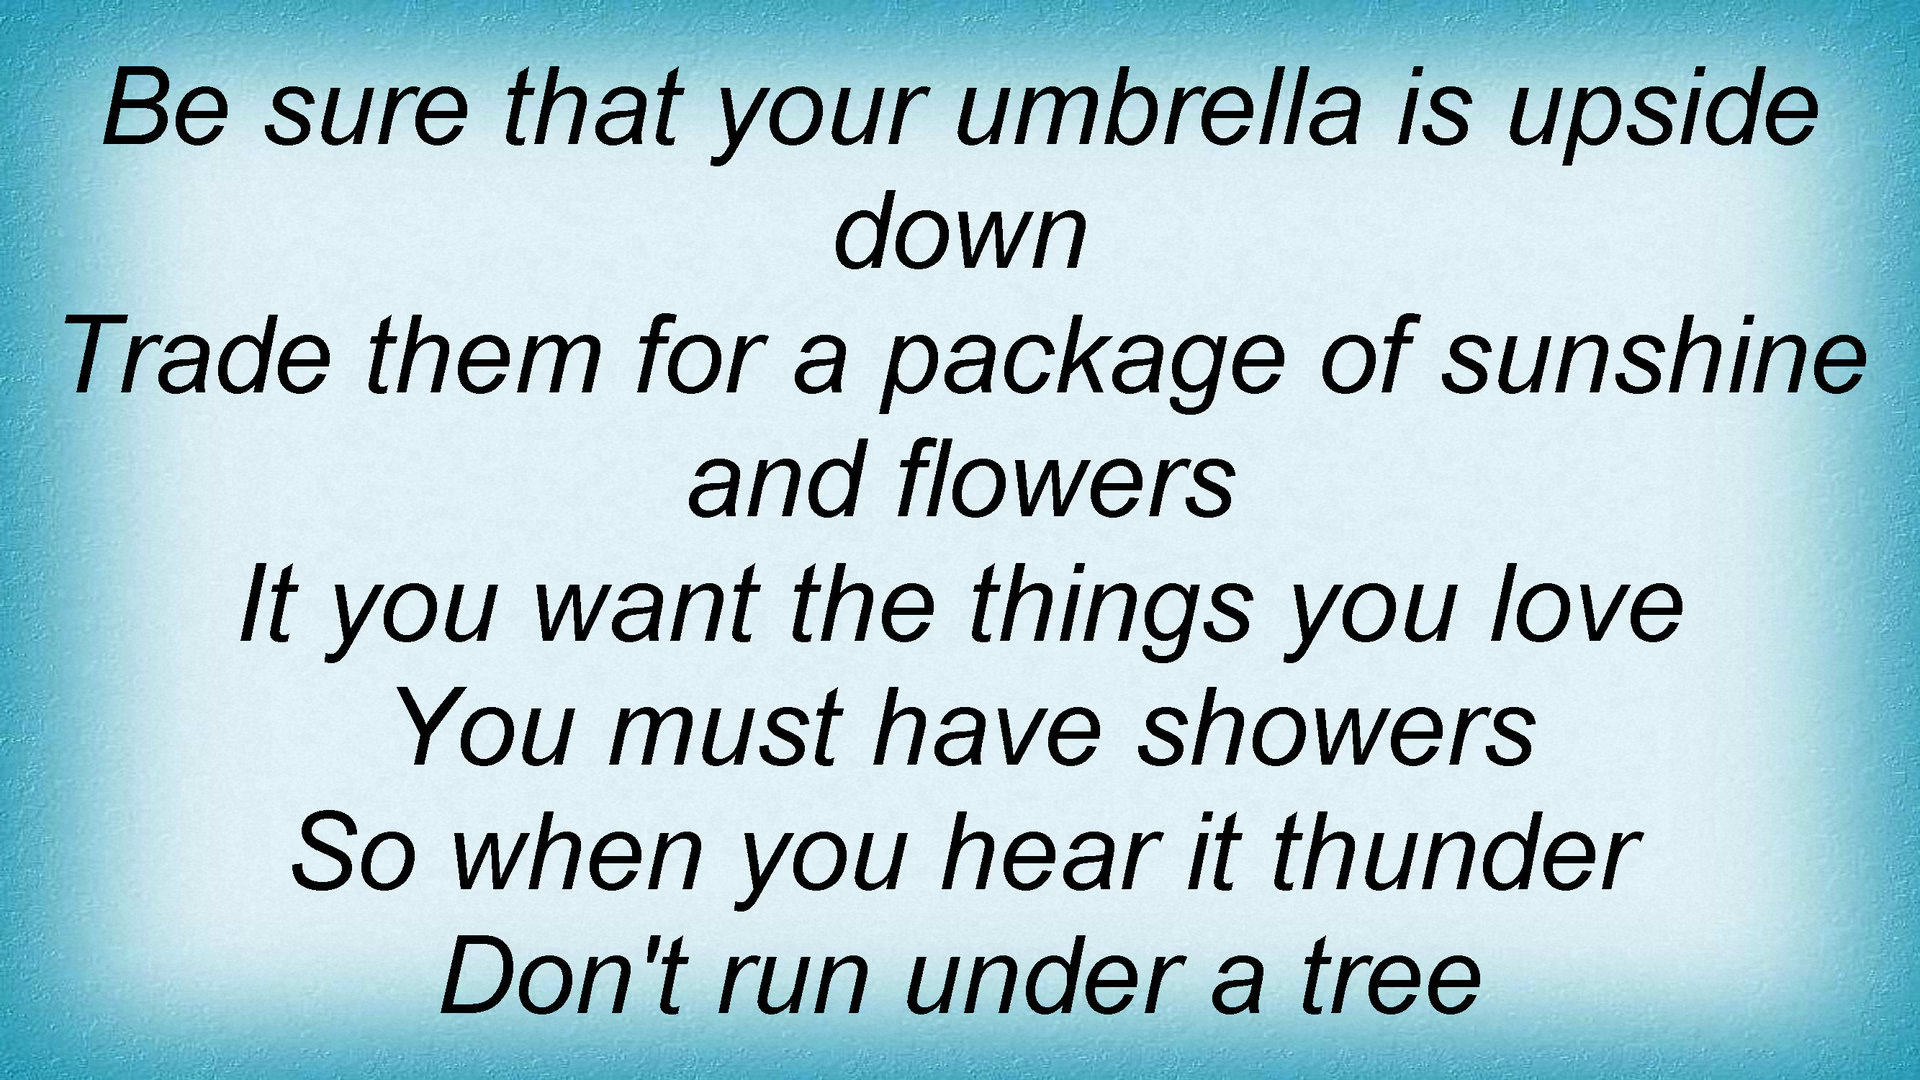 Be sure that your umbrella is upside
down
Trade them for a package of sunshine
and flowers
It you want the things you love
You must have showers
So when you hear it thunder
Don't run under a tree